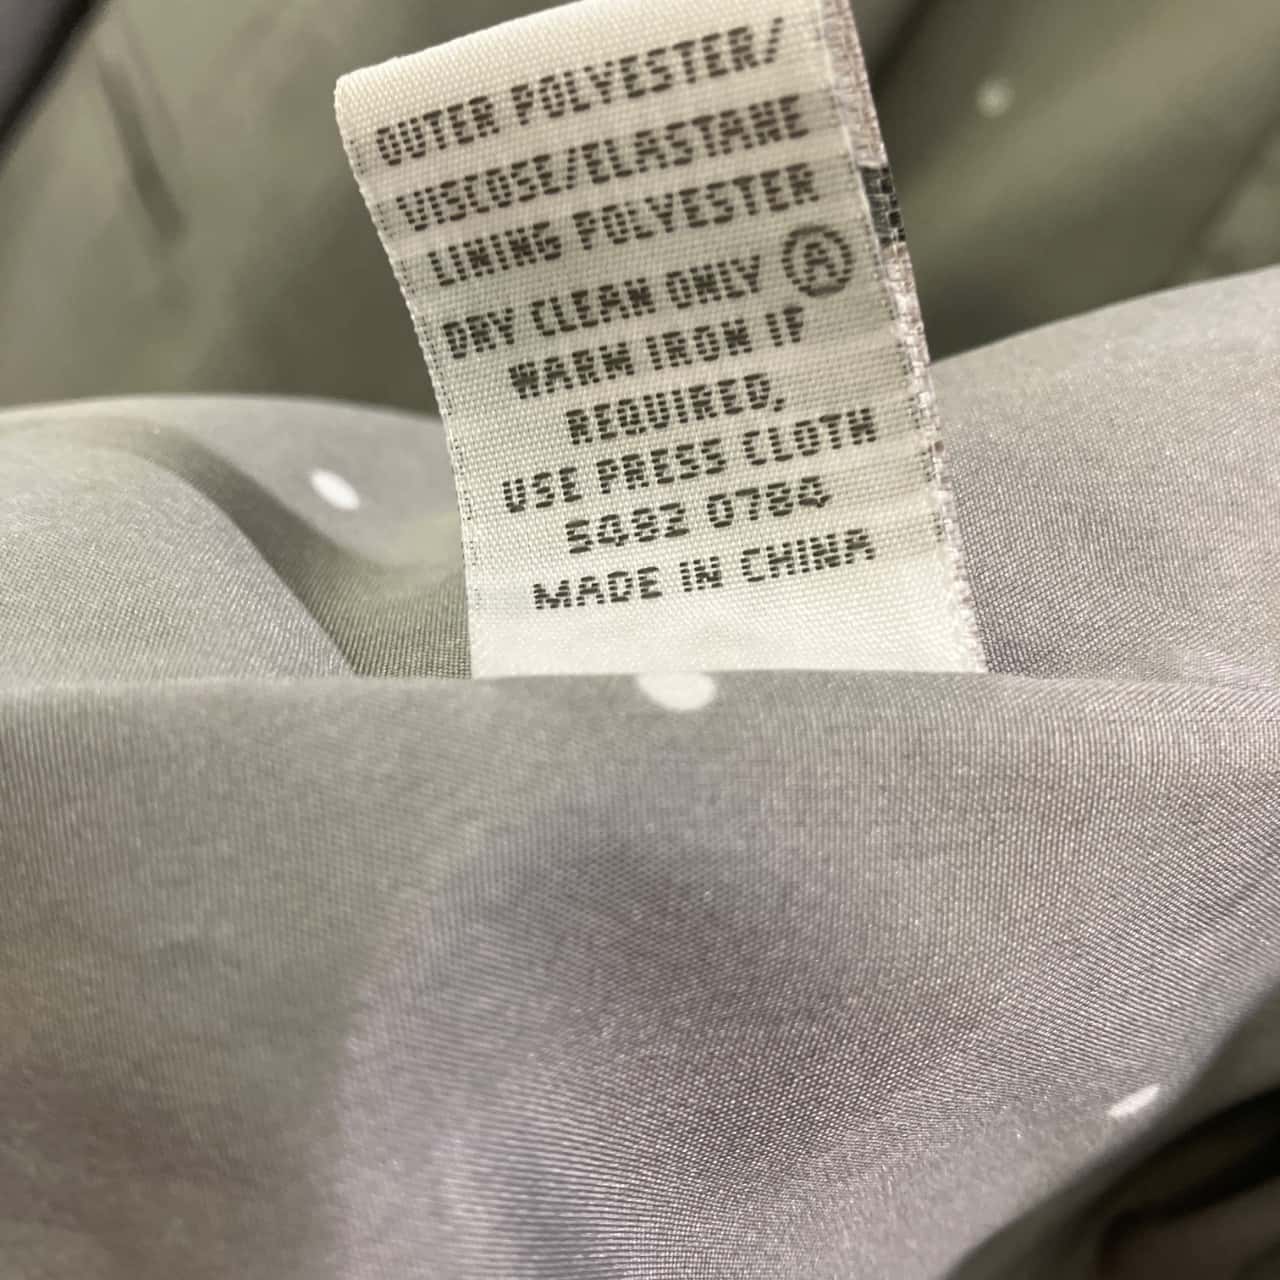 OUTER POLYESTER/
VISCOSE/ELASTANE
LINING POLYESTER
DRY CLEAN ONLY Ⓐ
WARM IRON IF
REQUIRED,
USE PRESS CLOTH
5482 0784
MADE IN CHINA